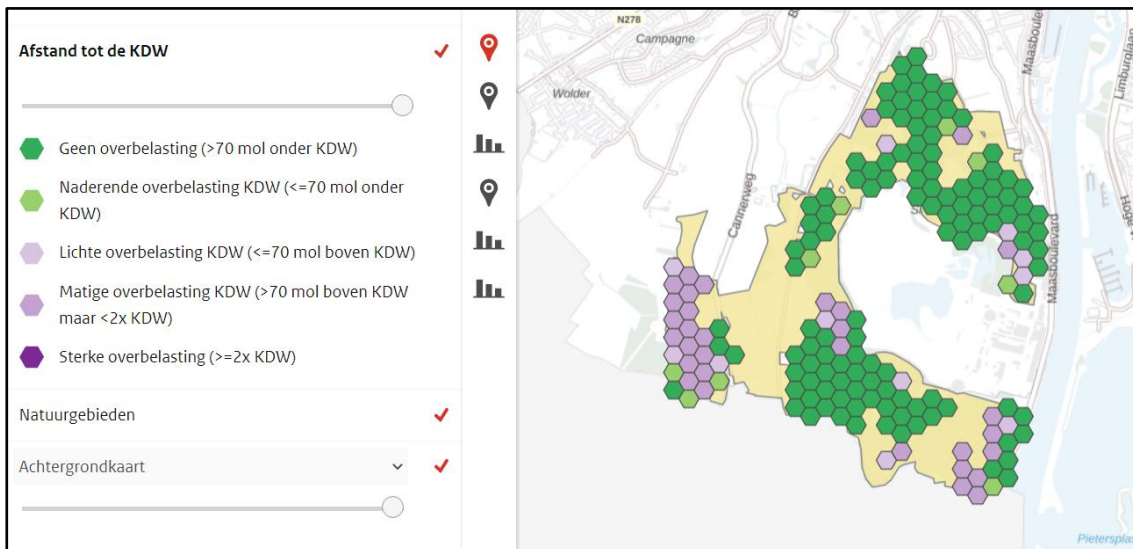 Afstand tot de KDW
Geen overbelasting (>70 mol onder KDW)
Naderende overbelasting KDW (<=70 mol onder
KDW)
Lichte overbelasting KDW (<=70 mol boven KDW)
Matige overbelasting KDW (>70 mol boven KDW
maar <2x KDW)
Sterke overbelasting (>=2x KDW)
Natuurgebieden
Achtergrondkaart
N278
Campagne
Wolder
Cannerweg
Maasboulevard
Limburglaan
Maasboulevard
Pietersplas